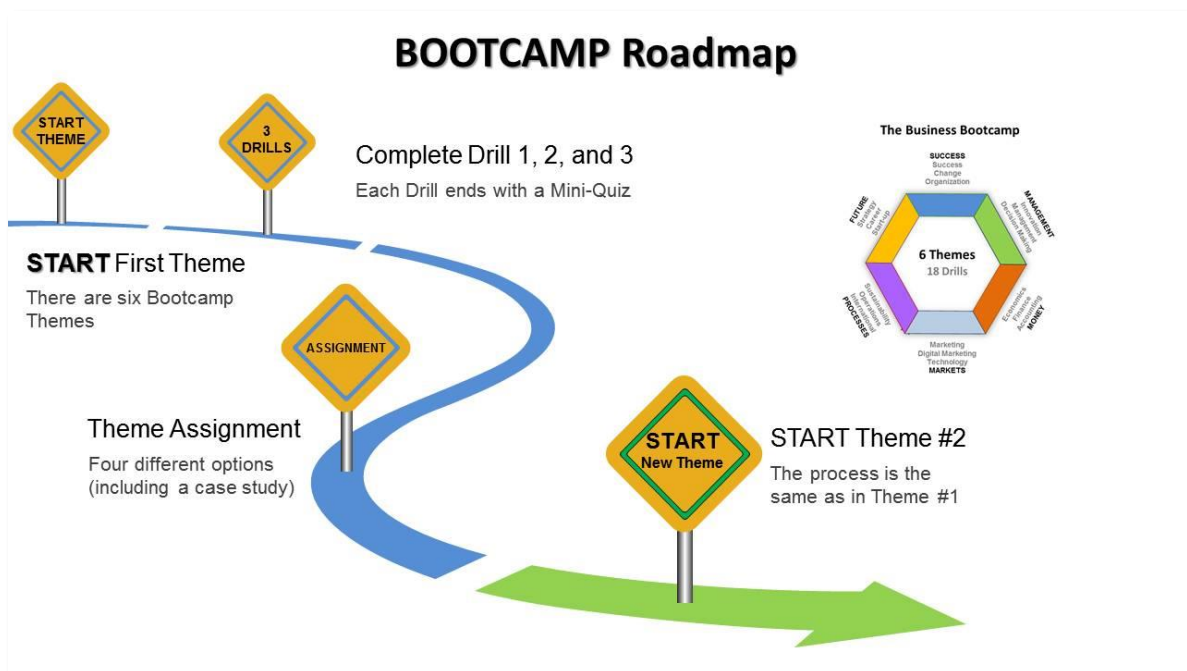 BOOTCAMP Roadmap
START
THEME
3
DRILLS
Complete Drill 1, 2, and 3
Each Drill ends with a Mini-Quiz
START First Theme
There are six Bootcamp
Themes
ASSIGNMENT
Theme Assignment
Four different options
(including a case study)
START
New Theme
START Theme #2
The process is the
same as in Theme #1
The Business Bootcamp
SUCCESS
Success
Change
Organization
MANAGEMENT
Innovation
Management
Decision Making
Economics
Finance
Accounting
MONEY
Marketing
Digital Marketing
Technology
MARKETS
Sustainability
Operations
International
PROCESSES
FUTURE
Strategy
Career
Start-up
6 Themes
18 Drills